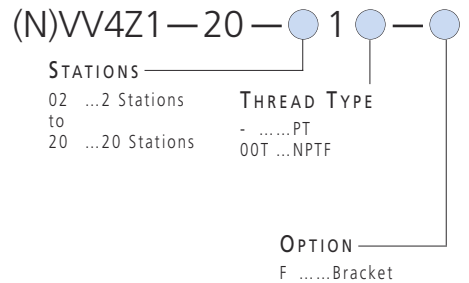 (N)VV4Z1—20— 1 —
STATIONS
02 ...2 Stations
to
20 ...20 Stations
THREAD TYPE
- ......PT
00T ...NPTF
OPTION
F ......Bracket